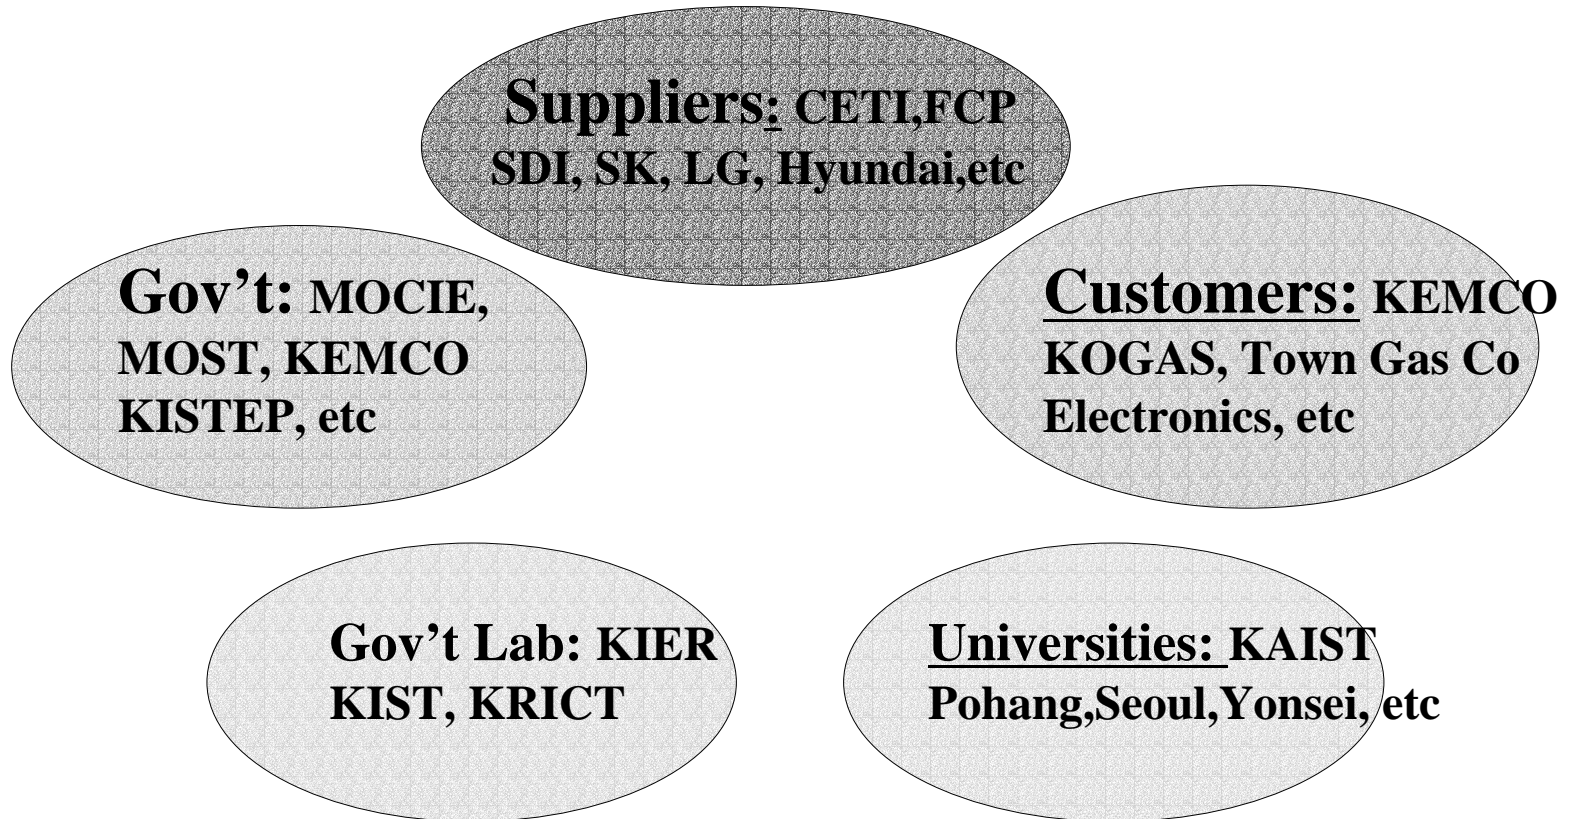 Suppliers: CETI,FCP
SDI, SK, LG, Hyundai,etc
Gov’t: MOCIE,
MOST, KEMCO
KISTEP, etc
Customers: KEMCO
KOGAS, Town Gas Co
Electronics, etc
Gov’t Lab: KIER
KIST, KRICT
Universities: KAIST
Pohang,Seoul,Yonsei, etc